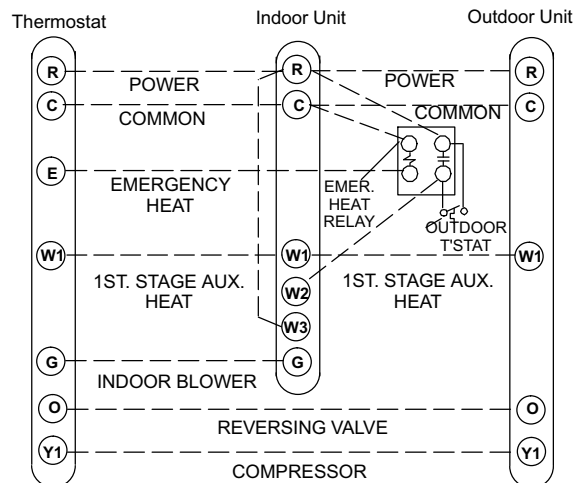 Thermostat
Indoor Unit
Outdoor Unit
R
R
R
POWER
POWER
C
C
C
COMMON
COMMON
E
EMERGENCY
HEAT
EMER.
HEAT
RELAY
OUTDOOR
T'STAT
W1
W1
W1
1ST. STAGE AUX.
HEAT
1ST. STAGE AUX.
HEAT
W2
W3
G
G
INDOOR BLOWER
O
O
REVERSING VALVE
Y1
Y1
COMPRESSOR